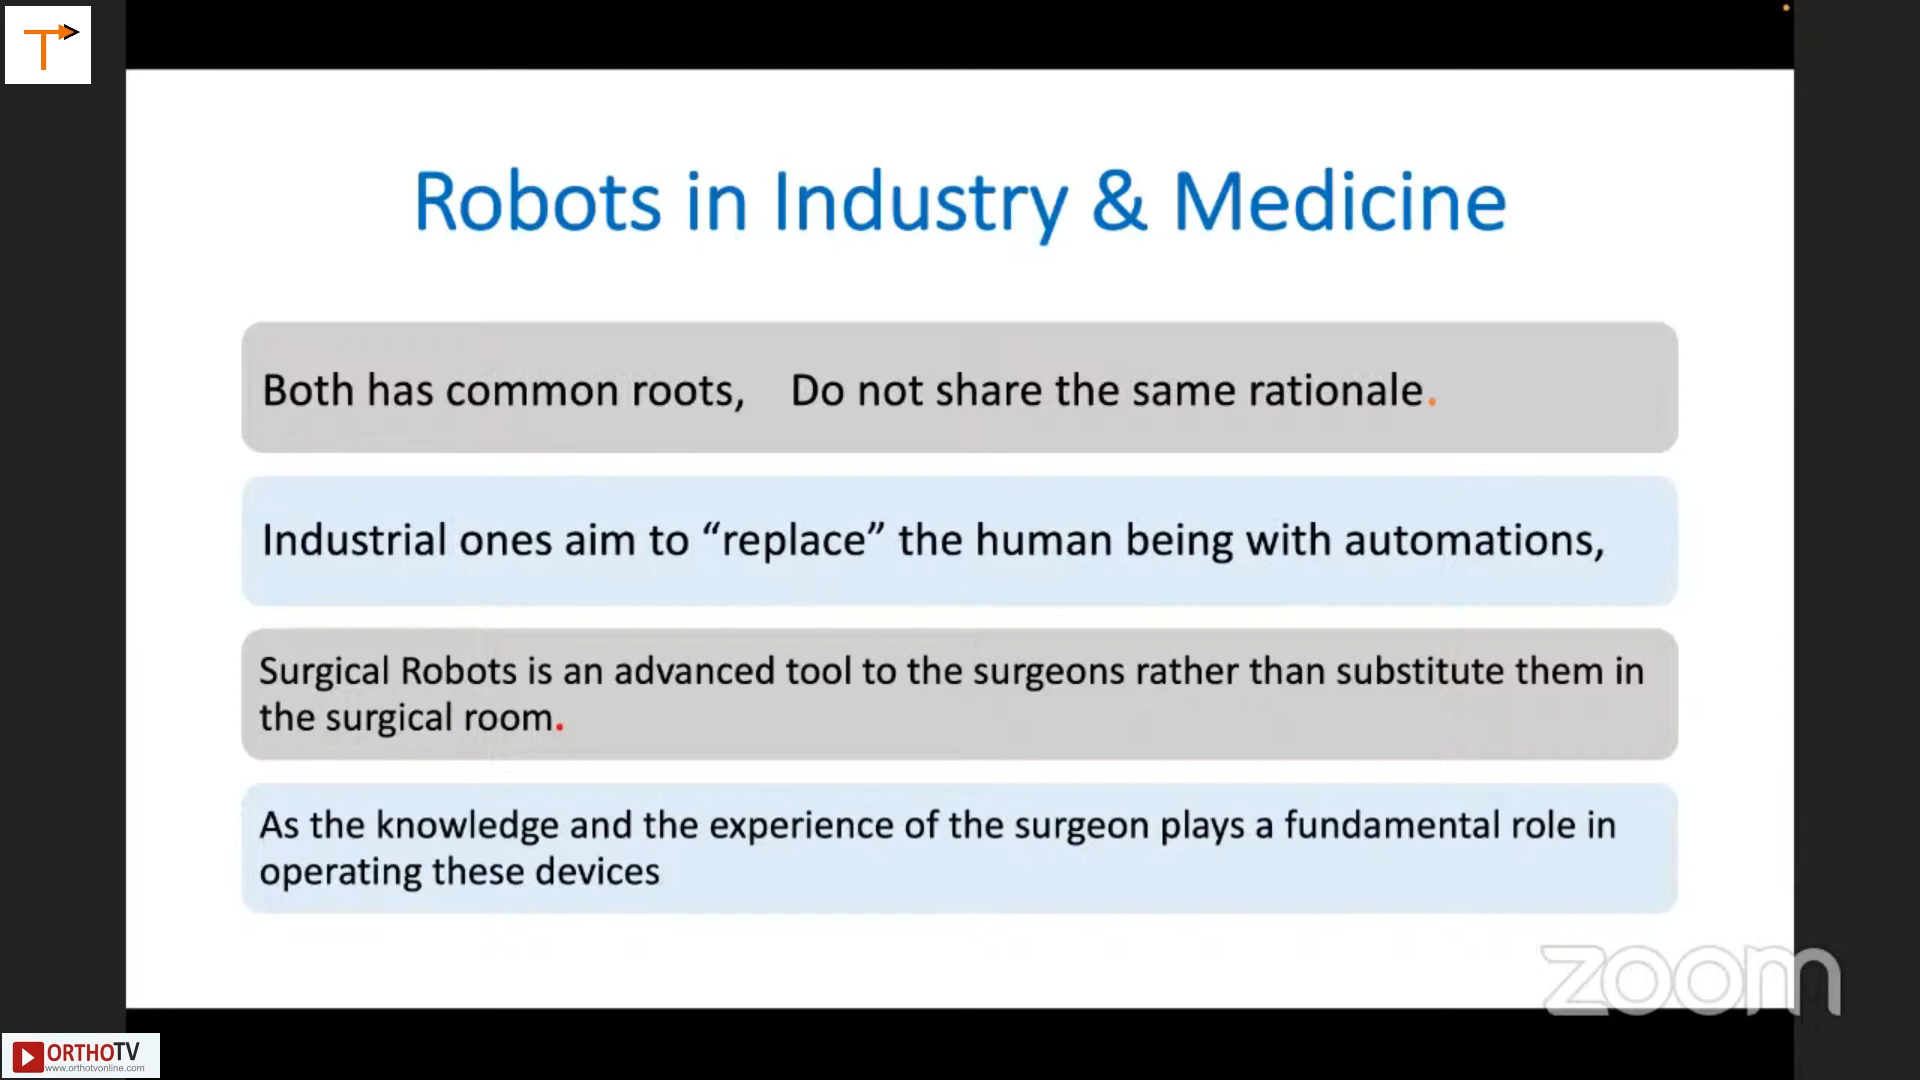 T
Robots in Industry & Medicine
Both has common roots, Do not share the same rationale.
Industrial ones aim to “replace” the human being with automations,
Surgical Robots is an advanced tool to the surgeons rather than substitute them in
the surgical room.
As the knowledge and the experience of the surgeon plays a fundamental role in
operating these devices
zoom
ORTHOTV
www.orthotvonline.com